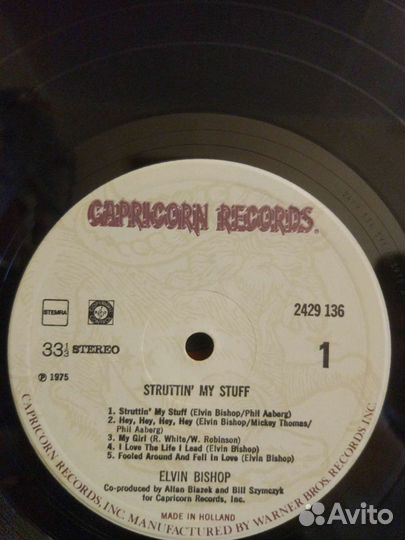 CAPRICORN RECORDS®
STEMRA
2429 136
33⅓ STEREO
1
℗ 1975
STRUTTIN' MY STUFF
1. Struttin' My Stuff (Elvin Bishop/Phil Aaberg)
2. Hey, Hey, Hey, Hey (Elvin Bishop/Mickey Thomas/
Phil Aaberg)
3. My Girl (R. White/W. Robinson)
4. I Love The Life I Lead (Elvin Bishop)
5. Fooled Around And Fell In Love (Elvin Bishop)
ELVIN BISHOP
Co-produced by Allan Blazek and Bill Szymczyk
for Capricorn Records, Inc.
CAPRICORN RECORDS, INC. MANUFACTURED BY WARNER BROS. RECORDS INC.
MADE IN HOLLAND
Avito